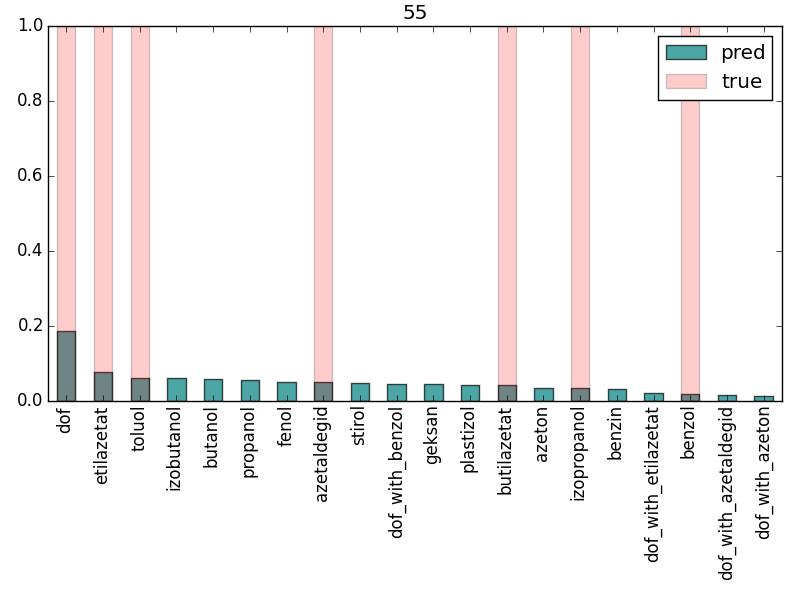 55
1.0
0.8
0.6
0.4
0.2
0.0
pred
true
dof
etilazetat
toluol
izobutanol
butanol
propanol
fenol
azetaldegid
stirol
dof_with_benzol
geksan
plastizol
butilazetat
azeton
izopropanol
benzin
dof_with_etilazetat
benzol
dof_with_azetaldegid
dof_with_azeton